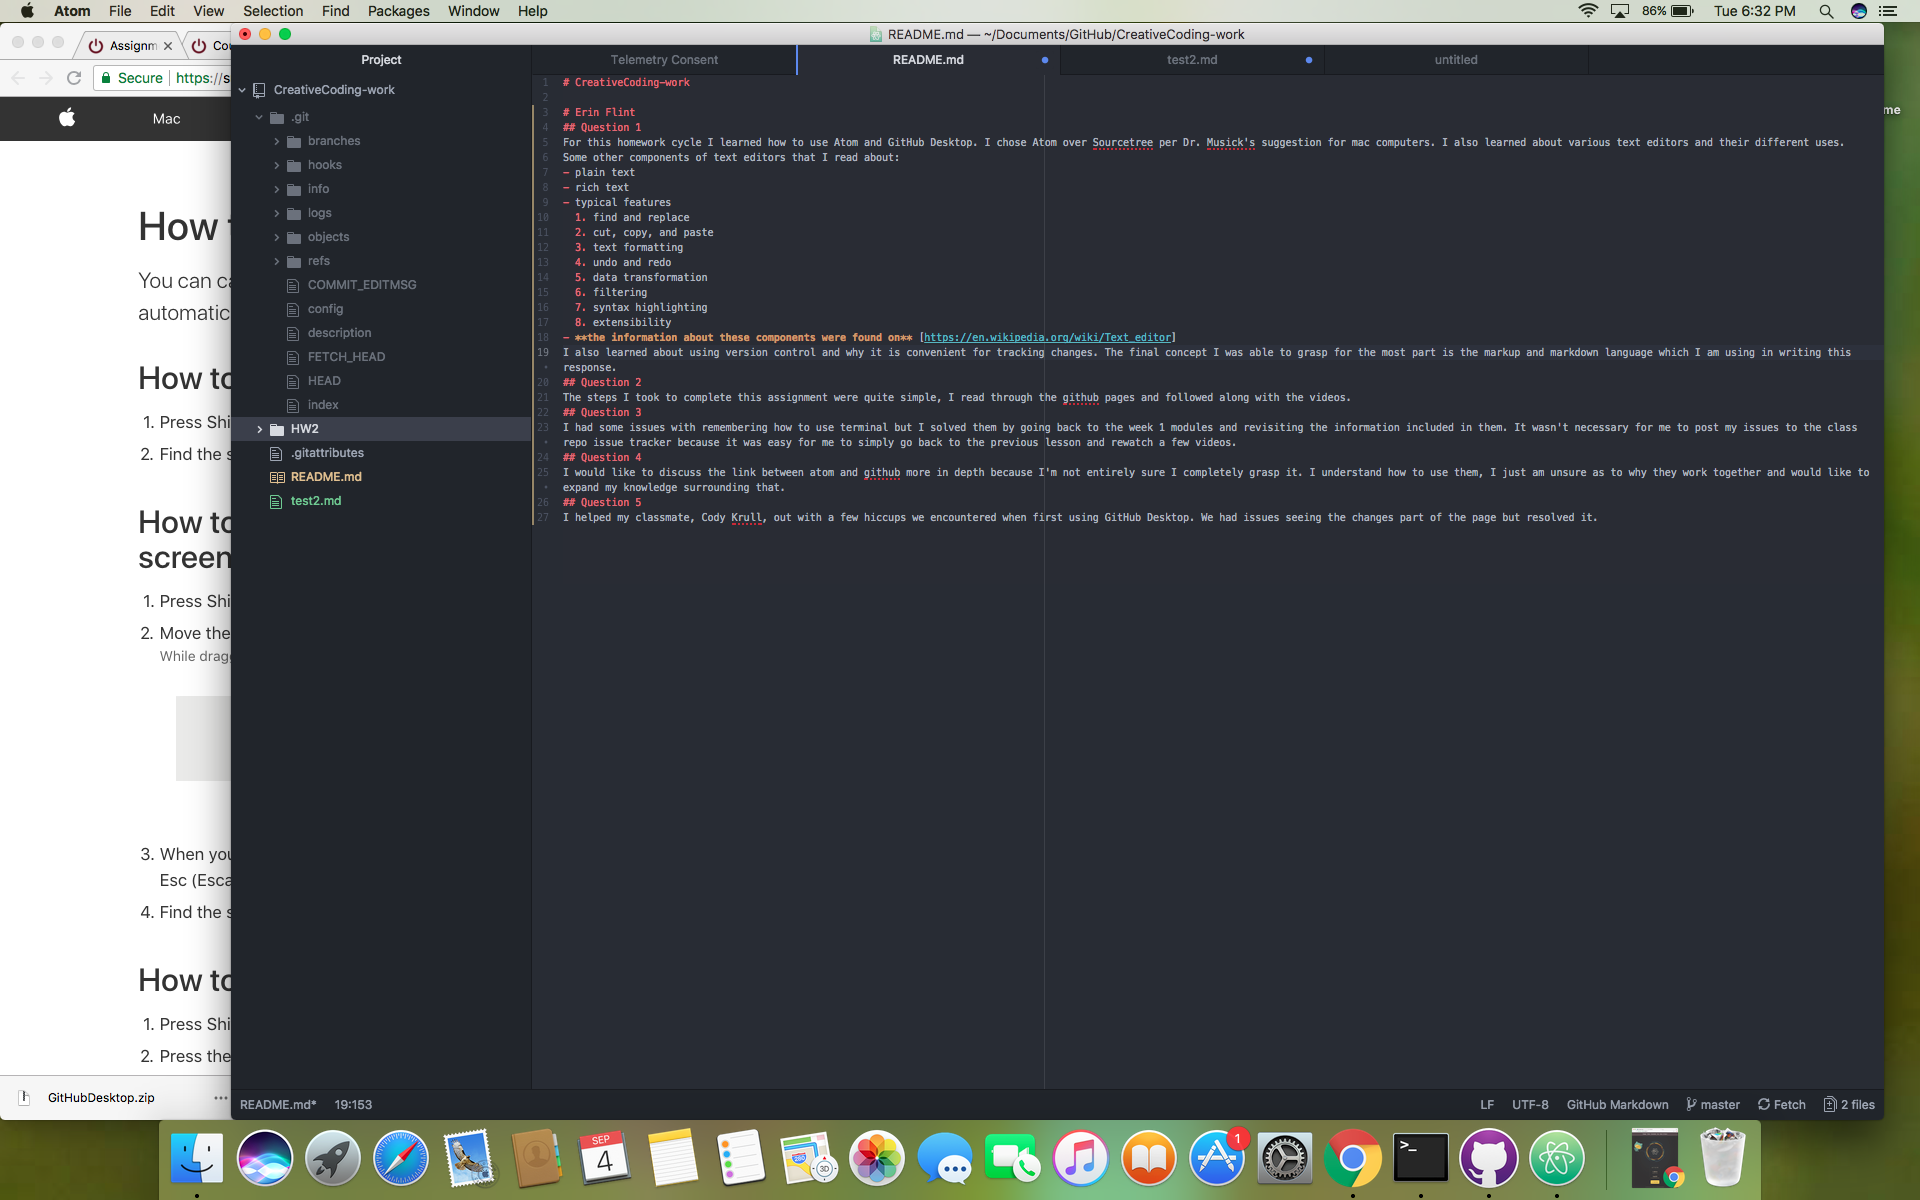 Atom File Edit View Selection Find Packages Window Help
86% Tue 6:32 PM
Assignm
Secure https://s
Mac
How
You can
automatic
How to
1. Press Shi
2. Find the s
How to
screen
1. Press Shi
2. Move the
While drag
3. When you
Esc (Esca
4. Find the s
How to
1. Press Shi
2. Press the
GitHubDesktop.zip
README.md — ~/Documents/GitHub/CreativeCoding-work
Project
CreativeCoding-work
.git
branches
hooks
info
logs
objects
refs
COMMIT_EDITMSG
config
description
FETCH_HEAD
HEAD
index
HW2
.gitattributes
README.md
test2.md
Telemetry Consent README.md test2.md untitled
1 # CreativeCoding-work
2
3 # Erin Flint
4 ## Question 1
5 For this homework cycle I learned how to use Atom and GitHub Desktop. I chose Atom over Sourcetree per Dr. Musick's suggestion for mac computers. I also learned about various text editors and their different uses.
6 Some other components of text editors that I read about:
7 - plain text
8 - rich text
9 - typical features
10 1. find and replace
11 2. cut, copy, and paste
12 3. text formatting
13 4. undo and redo
14 5. data transformation
15 6. filtering
16 7. syntax highlighting
17 8. extensibility
18 - **the information about these components were found on** [https://en.wikipedia.org/wiki/Text_editor]
19 I also learned about using version control and why it is convenient for tracking changes. The final concept I was able to grasp for the most part is the markup and markdown language which I am using in writing this
response.
20 ## Question 2
21 The steps I took to complete this assignment were quite simple, I read through the github pages and followed along with the videos.
22 ## Question 3
23 I had some issues with remembering how to use terminal but I solved them by going back to the week 1 modules and revisiting the information included in them. It wasn't necessary for me to post my issues to the class
repo issue tracker because it was easy for me to simply go back to the previous lesson and rewatch a few videos.
24 ## Question 4
25 I would like to discuss the link between atom and github more in depth because I'm not entirely sure I completely grasp it. I understand how to use them, I just am unsure as to why they work together and would like to
expand my knowledge surrounding that.
26 ## Question 5
27 I helped my classmate, Cody Krull, out with a few hiccups we encountered when first using GitHub Desktop. We had issues seeing the changes part of the page but resolved it.
README.md* 19:153 LF UTF-8 GitHub Markdown master Fetch 2 files
me
SEP
4
3D
1
>_